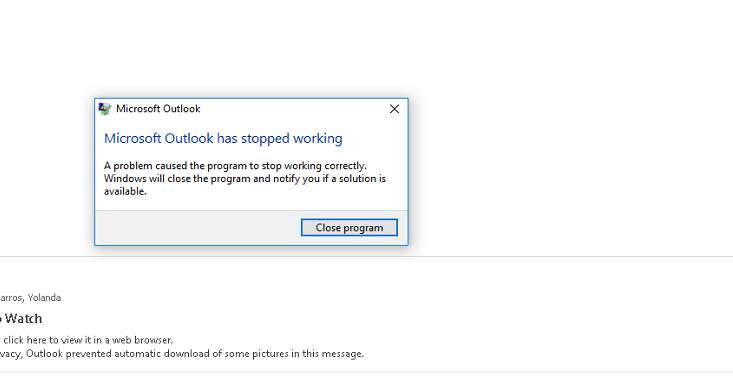 Microsoft Outlook
Microsoft Outlook has stopped working
A problem caused the program to stop working correctly.
Windows will close the program and notify you if a solution is
available.
Close program
arros, Yolanda
Watch
click here to view it in a web browser.
vacy, Outlook prevented automatic download of some pictures in this message.